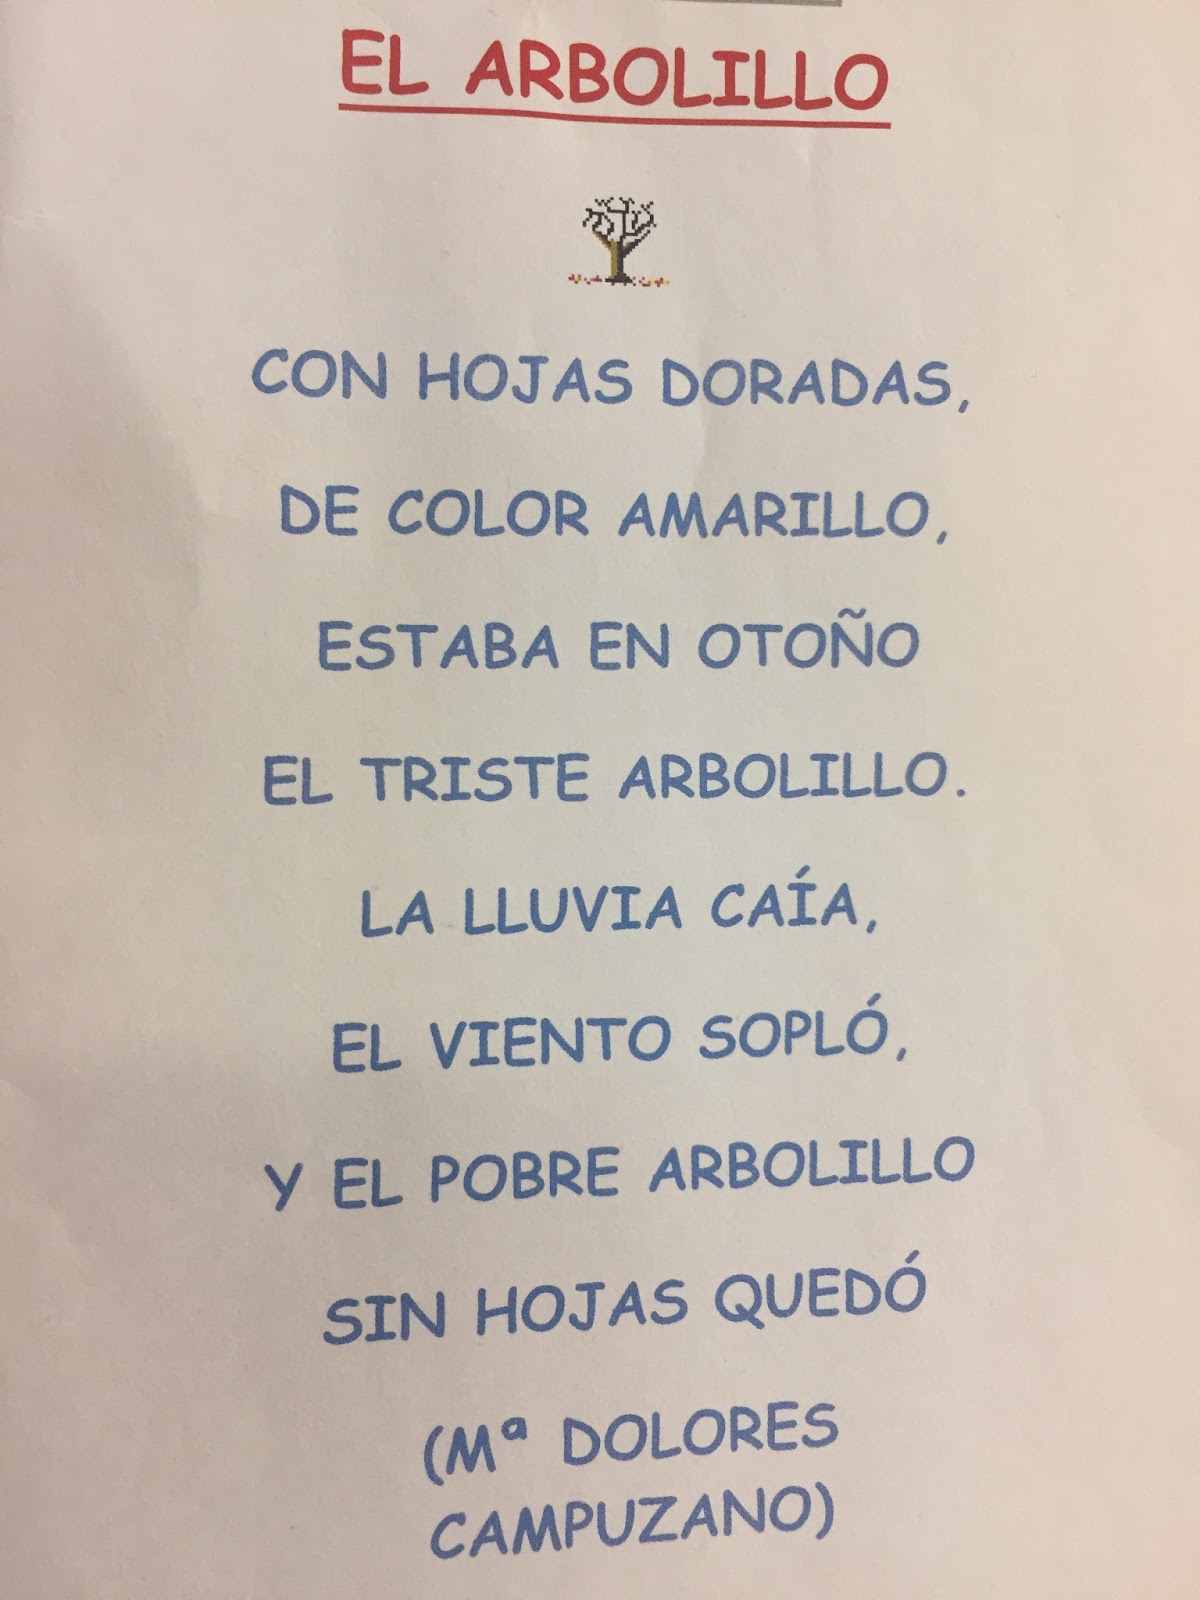 EL ARBOLILLO
CON HOJAS DORADAS,
DE COLOR AMARILLO,
ESTABA EN OTOÑO
EL TRISTE ARBOLILLO.
LA LLUVIA CAÍA,
EL VIENTO SOPLÓ,
Y EL POBRE ARBOLILLO
SIN HOJAS QUEDÓ
(Mª DOLORES
CAMPUZANO)